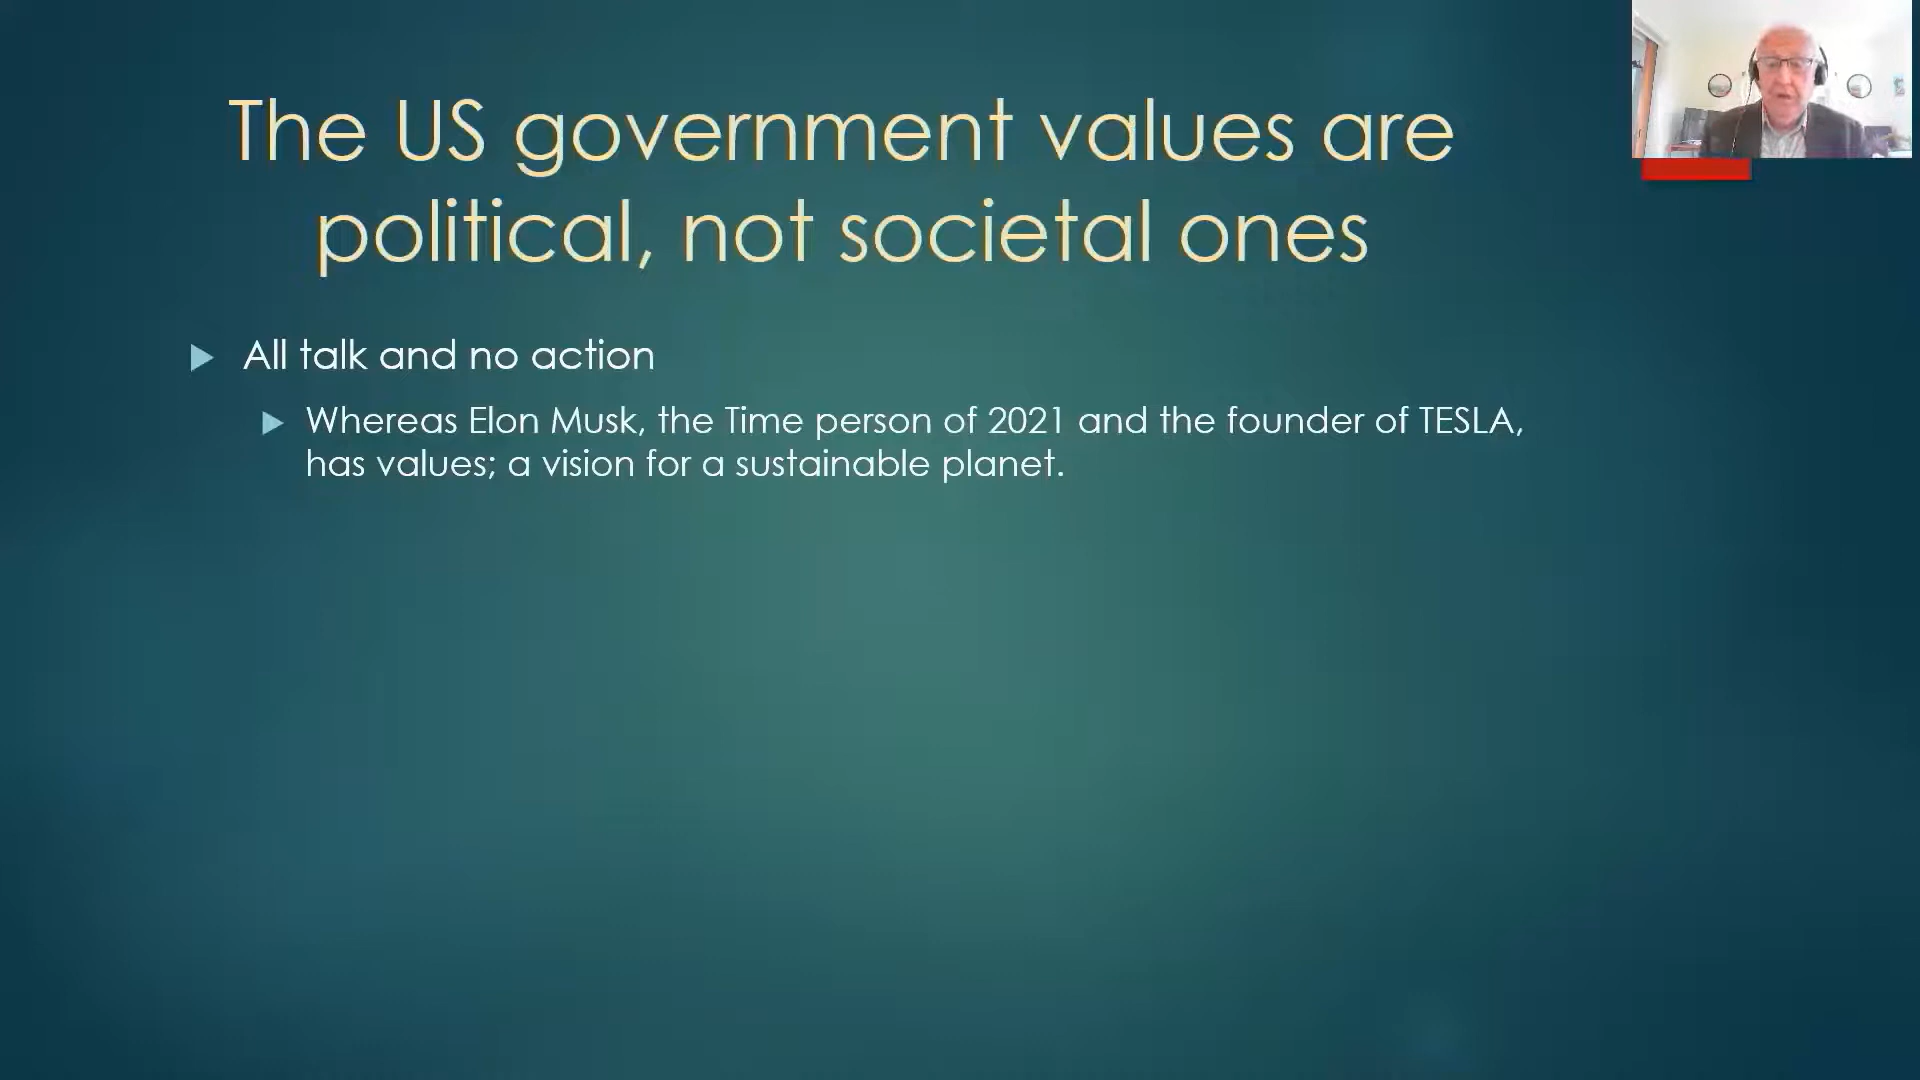 The US government values are
political, not societal ones
All talk and no action
Whereas Elon Musk, the Time person of 2021 and the founder of TESLA,
has values; a vision for a sustainable planet.